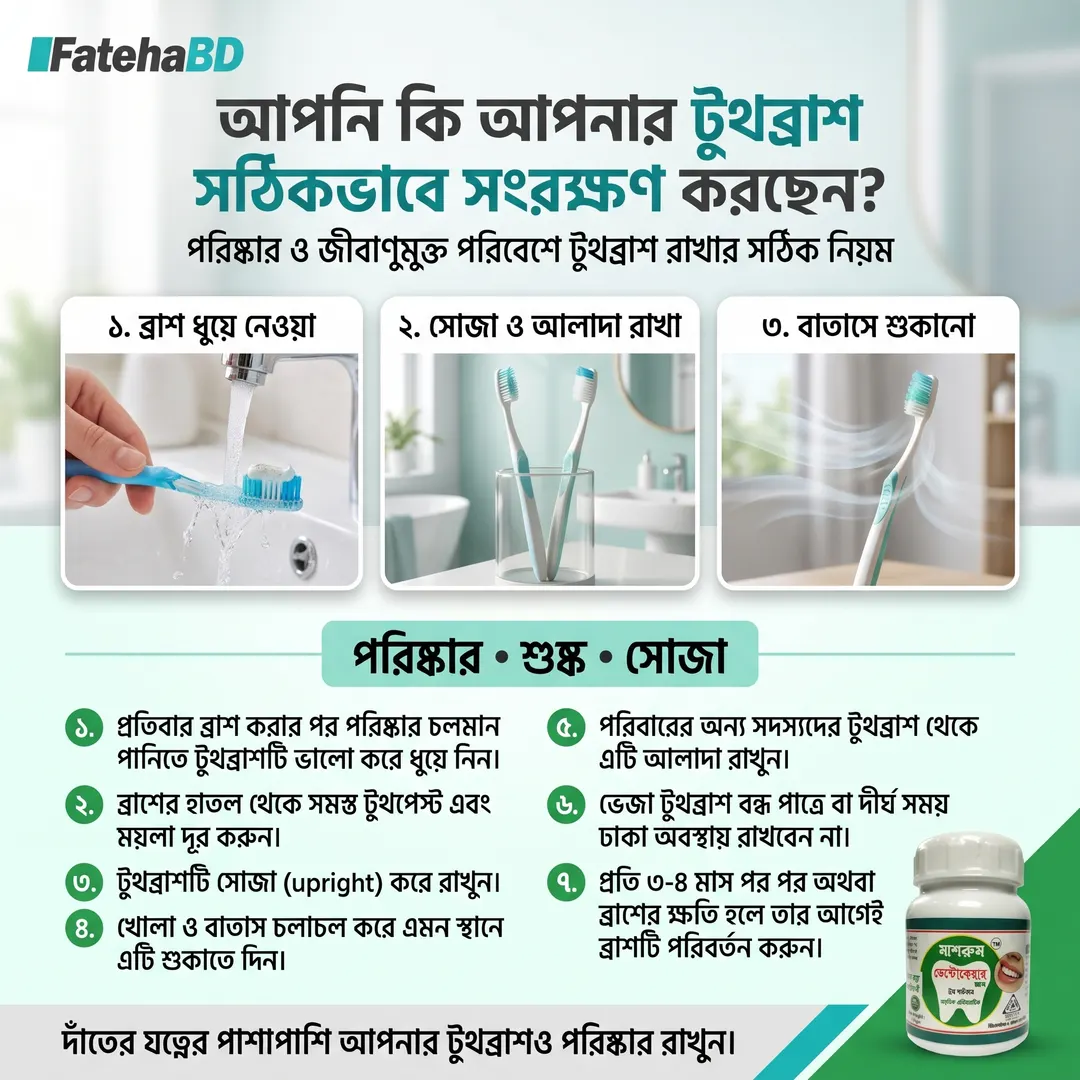 FatehaBD
আপনি কি আপনার টুথব্রাশ
সঠিকভাবে সংরক্ষণ করছেন?
পরিষ্কার ও জীবাণুমুক্ত পরিবেশে টুথব্রাশ রাখার সঠিক নিয়ম
১. ব্রাশ ধুয়ে নেওয়া
২. সোজা ও আলাদা রাখা
৩. বাতাসে শুকানো
পরিষ্কার • শুষ্ক • সোজা
১. প্রতিবার ব্রাশ করার পর পরিষ্কার চলমান
পানিতে টুথব্রাশটি ভালো করে ধুয়ে নিন।
২. ব্রাশের হাতল থেকে সমস্ত টুথপেস্ট এবং
ময়লা দূর করুন।
৩. টুথব্রাশটি সোজা (upright) করে রাখুন।
৪. খোলা ও বাতাস চলাচল করে এমন স্থানে
এটি শুকাতে দিন।
৫. পরিবারের অন্য সদস্যদের টুথব্রাশ থেকে
এটি আলাদা রাখুন।
৬. ভেজা টুথব্রাশ বন্ধ পাত্রে বা দীর্ঘ সময়
ঢাকা অবস্থায় রাখবেন না।
৭. প্রতি ৩-৪ মাস পর পর অথবা
ব্রাশের ক্ষতি হলে তার আগেই
ব্রাশটি পরিবর্তন করুন।
মাশরুম
TM
ডেন্টোকেয়ার
দাঁতের যত্নের পাশাপাশি আপনার টুথব্রাশও পরিষ্কার রাখুন।